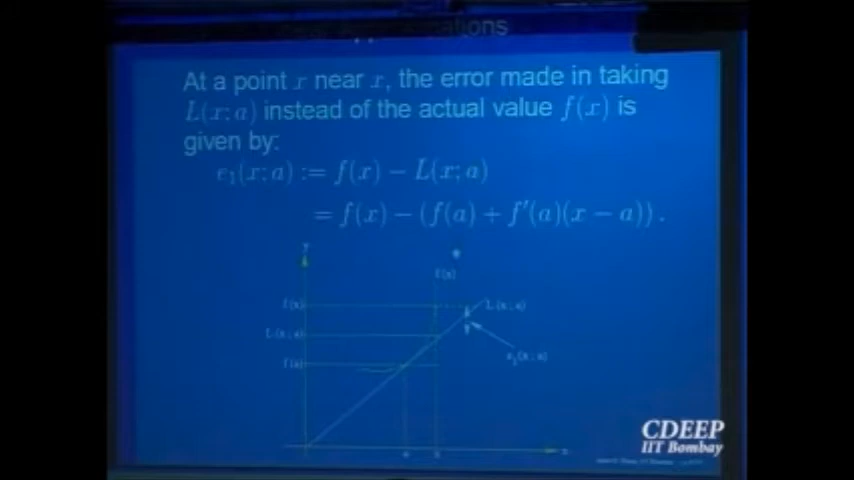 At a point x near x, the error made in taking
L(x; a) instead of the actual value f(x) is
given by:
e₁(x; a) := f(x) − L(x; a)
= f(x) − (f(a) + f′(a)(x − a)).
y
f(x)
f(x)
L(x; a)
L(x; a)
f(a)
e₁(x; a)
a
x
x
CDEEP
IIT Bombay